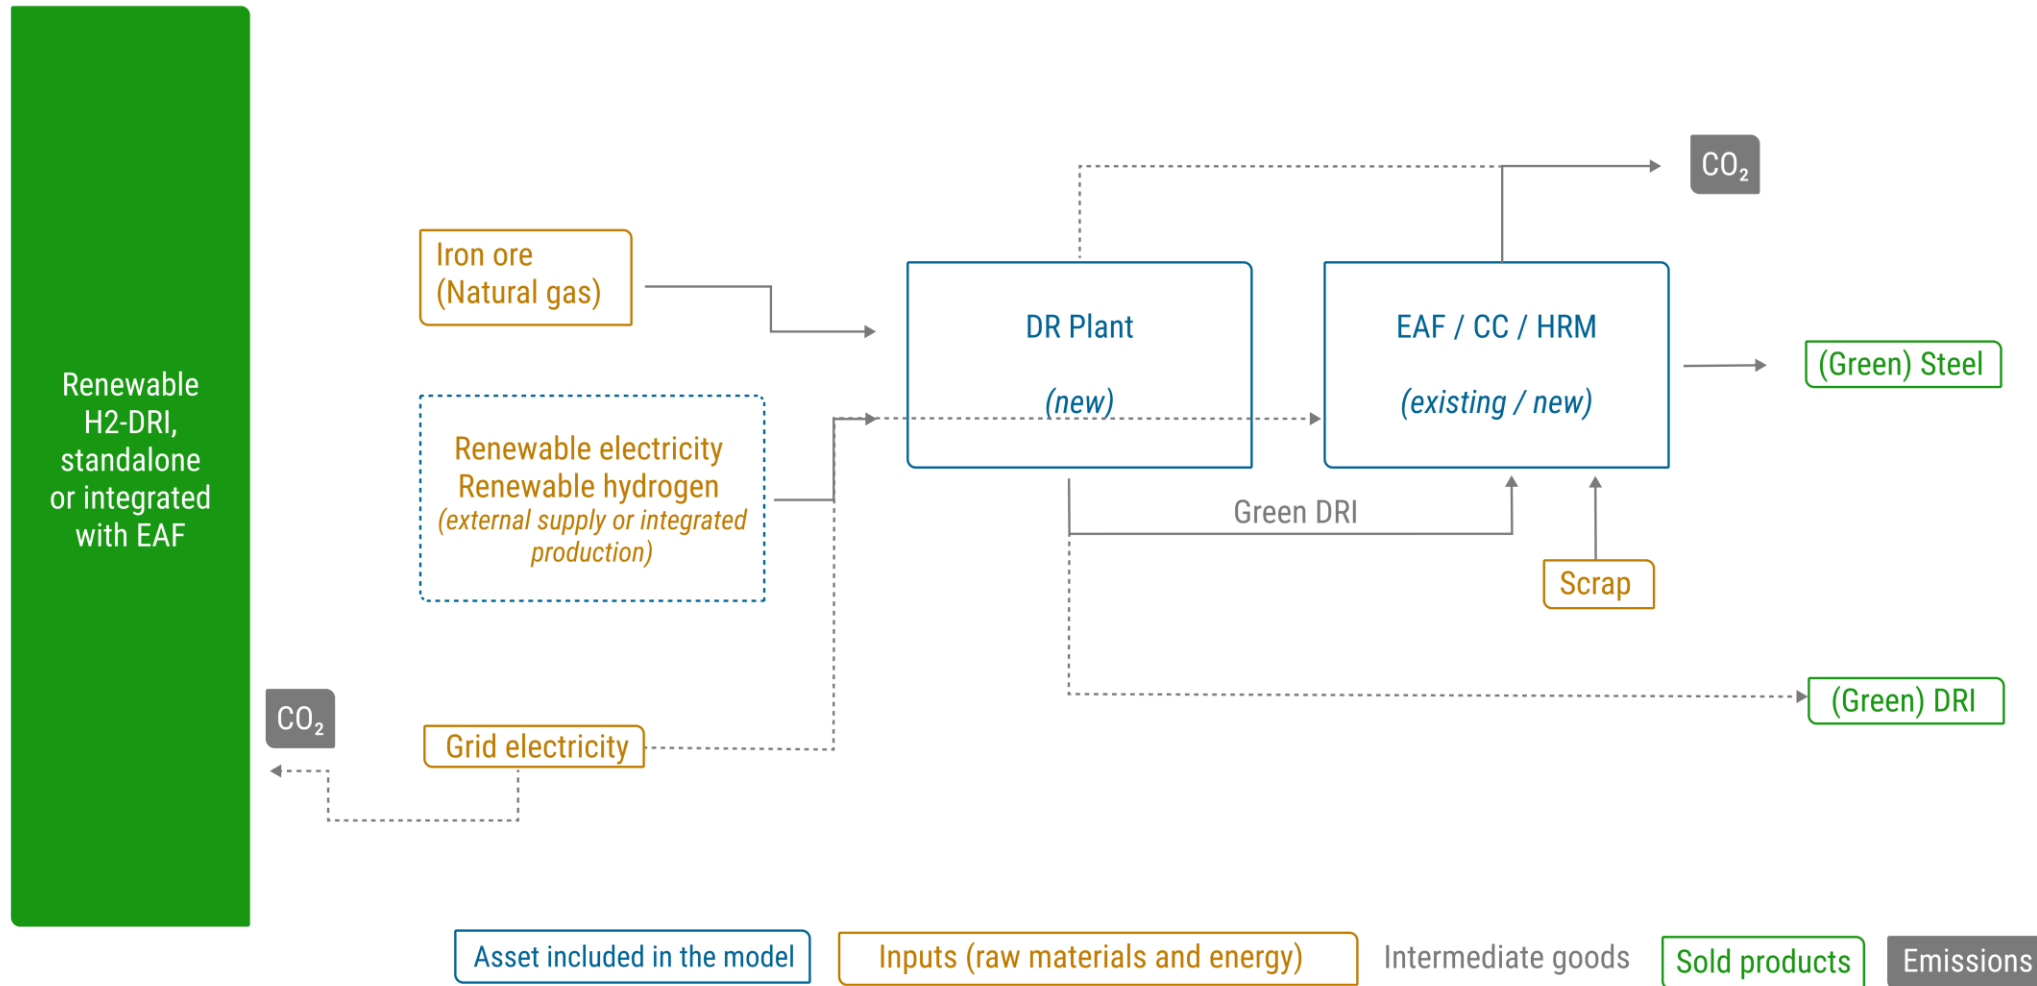 Renewable
H2-DRI,
standalone
or integrated
with EAF
CO₂
Iron ore
(Natural gas)
DR Plant
(new)
EAF / CC / HRM
(existing / new)
(Green) Steel
Renewable electricity
Renewable hydrogen
(external supply or integrated
production)
Green DRI
Scrap
(Green) DRI
CO₂
Grid electricity
Asset included in the model
Inputs (raw materials and energy)
Intermediate goods
Sold products
Emissions